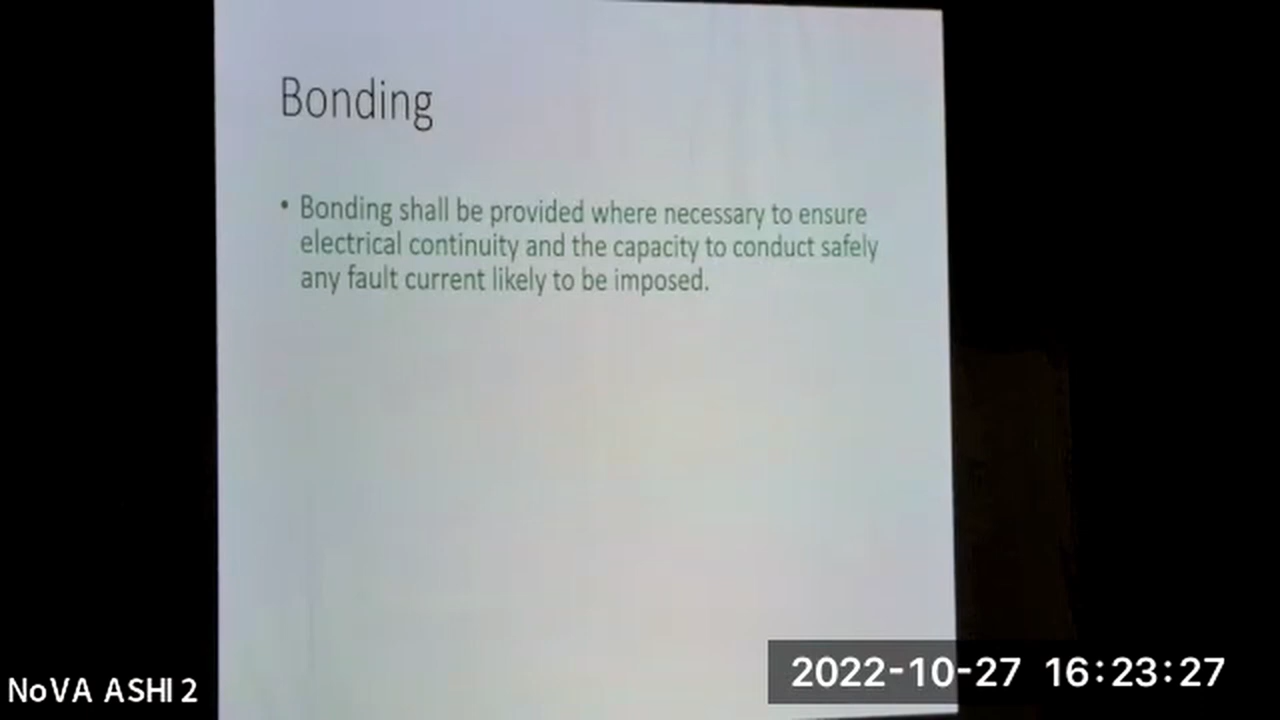 Bonding
• Bonding shall be provided where necessary to ensure
electrical continuity and the capacity to conduct safely
any fault current likely to be imposed.
NoVA ASHI 2
2022-10-27 16:23:27